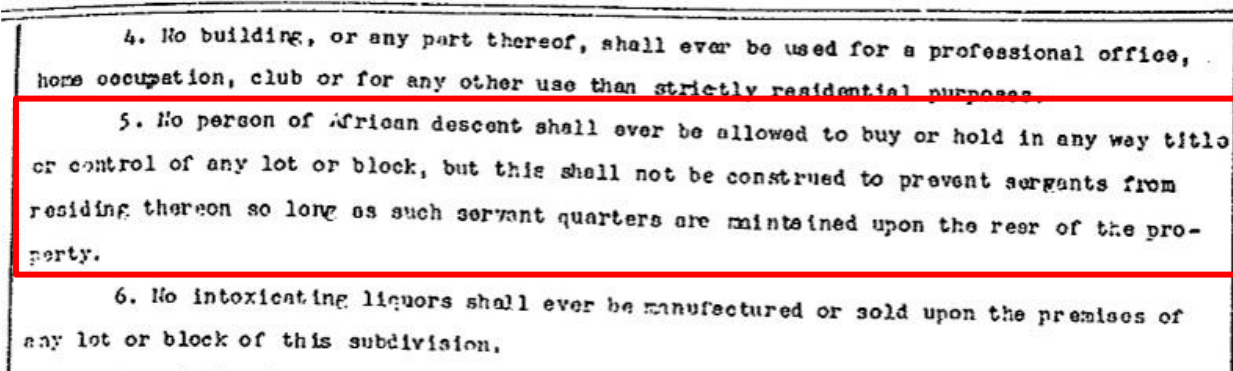 4. No building, or any part thereof, shall ever be used for a professional office,
home occupation, club or for any other use than strictly residential purposes.
5. No person of African descent shall ever be allowed to buy or hold in any way title
or control of any lot or block, but this shall not be construed to prevent sergants from
residing thereon so long as such servant quarters are mintained upon the rear of the pro-
perty.
6. No intoxicating liquors shall ever be manufactured or sold upon the premises of
any lot or block of this subdivision.